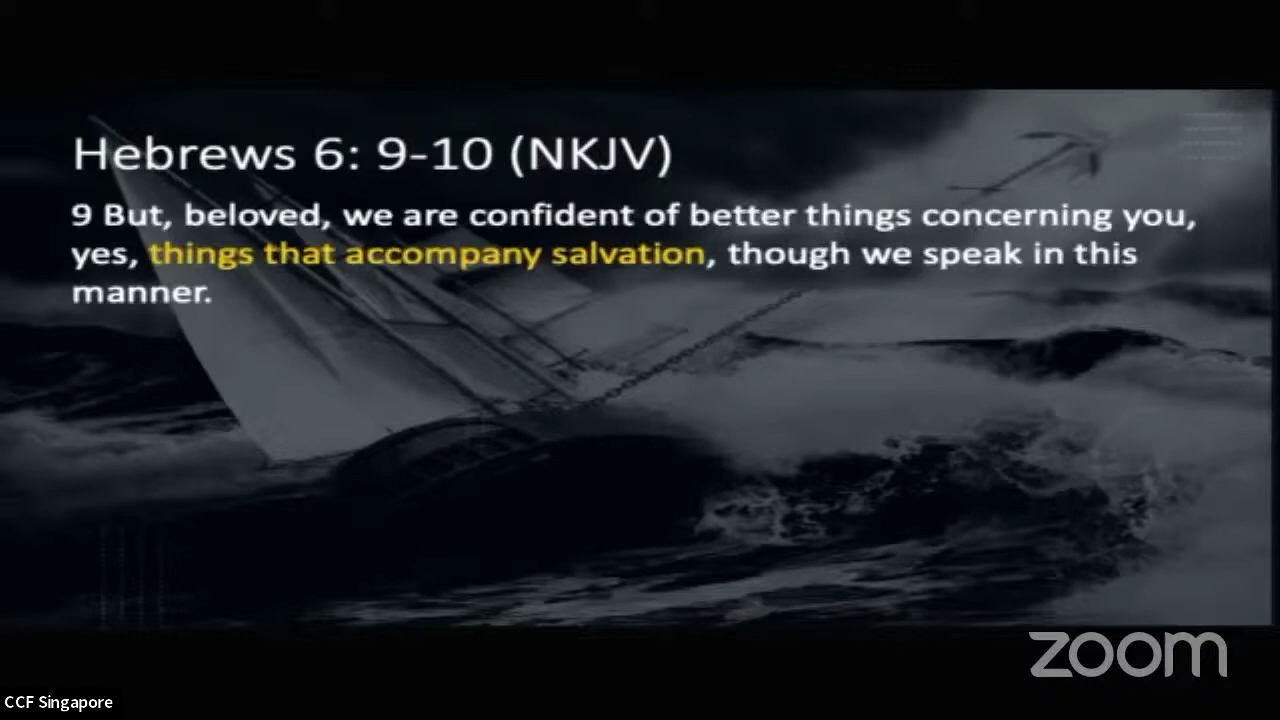 Hebrews 6: 9-10 (NKJV)
9 But, beloved, we are confident of better things concerning you,
yes, things that accompany salvation, though we speak in this
manner.
zoom
CCF Singapore